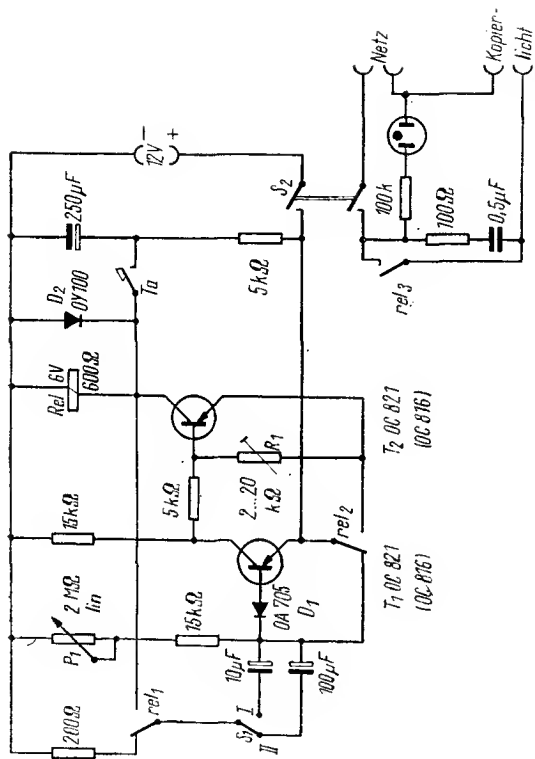 Netz
Kopier-
licht
−
+
12V
S₂
250µF
100k
100Ω
0,5µF
D₂
OY100
Ta
5kΩ
rel₃
Rel 6V
600Ω
T₂ OC 821
(OC 816)
15kΩ
5kΩ
R₁
2...20
kΩ
rel₂
T₁ OC 821
(OC 816)
P₁
2 MΩ
lin
15kΩ
OA 705
D₁
10µF
100µF
200Ω
rel₁
S₁
I
II